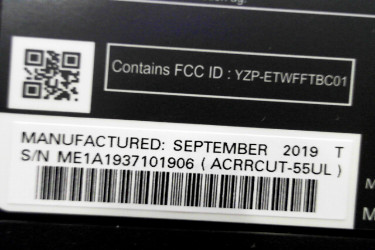 Contains FCC ID : YZP-ETWFFTBC01
MANUFACTURED: SEPTEMBER 2019 T
S/N ME1A1937101906 ( ACRRCUT-55UL )